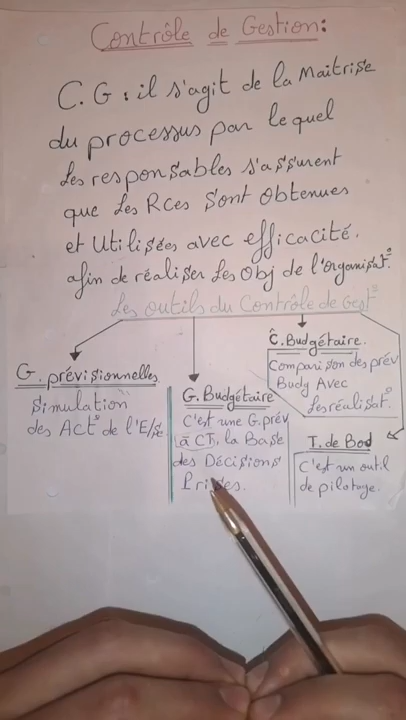 Contrôle de Gestion:
C.G: il s'agit de la Maitrise
du processus par le quel
Les responsables s'assurent
que Les RCes sont obtenues
et Utilisées avec efficacité.
afin de réaliser Les Obj de l'organisat°.
Les outils du Contrôle de Gest°
G. prévisionnelles
Simulation
des Act° de l'E/se
G. Budgétaire
C'est une G.prév
à CT, la Base
des Décisions
Prises.
C. Budgétaire.
Comparison des prév
Budg Avec
Les réalisat°.
T. de Bod
C'est un outil
de pilotage.